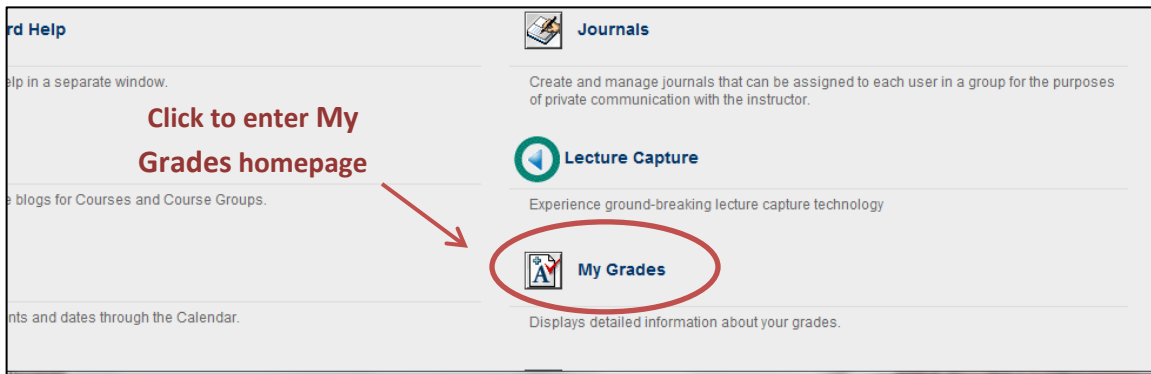 rd Help
elp in a separate window.
Click to enter My
Grades homepage
e blogs for Courses and Course Groups.
nts and dates through the Calendar.
Journals
Create and manage journals that can be assigned to each user in a group for the purposes
of private communication with the instructor.
Lecture Capture
Experience ground-breaking lecture capture technology
A
My Grades
Displays detailed information about your grades.